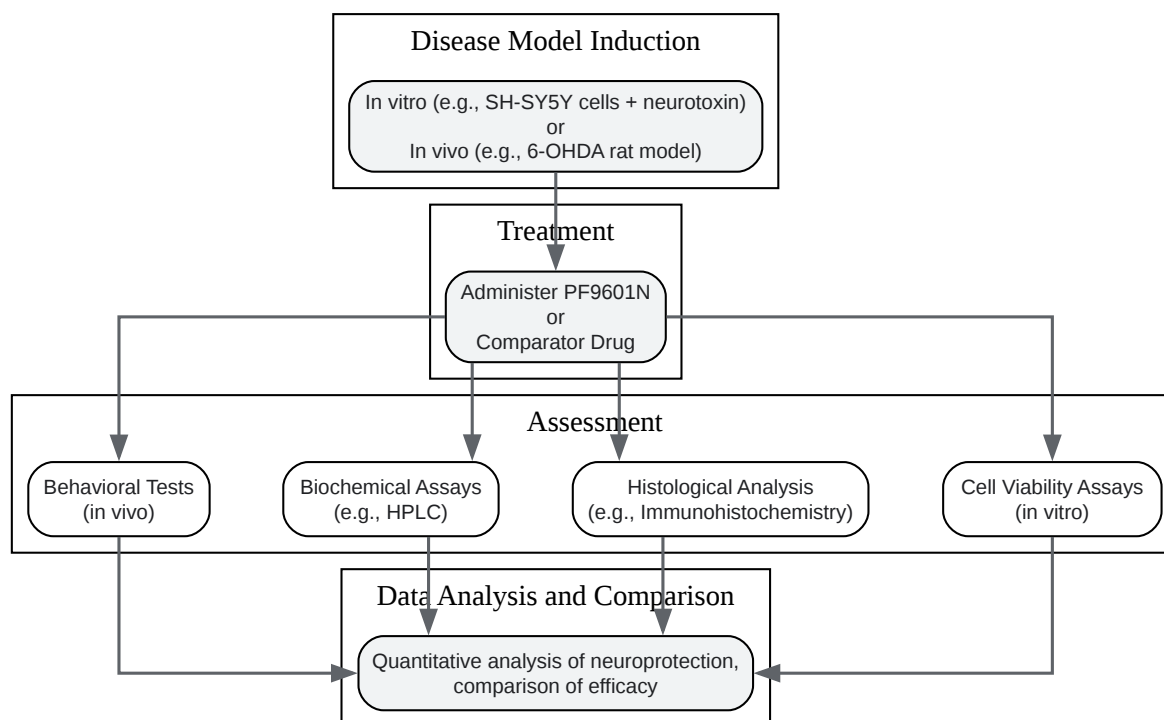 Disease Model Induction
In vitro (e.g., SH-SY5Y cells + neurotoxin)
or
In vivo (e.g., 6-OHDA rat model)
Treatment
Administer PF9601N
or
Comparator Drug
Assessment
Behavioral Tests
(in vivo)
Biochemical Assays
(e.g., HPLC)
Histological Analysis
(e.g., Immunohistochemistry)
Cell Viability Assays
(in vitro)
Data Analysis and Comparison
Quantitative analysis of neuroprotection,
comparison of efficacy